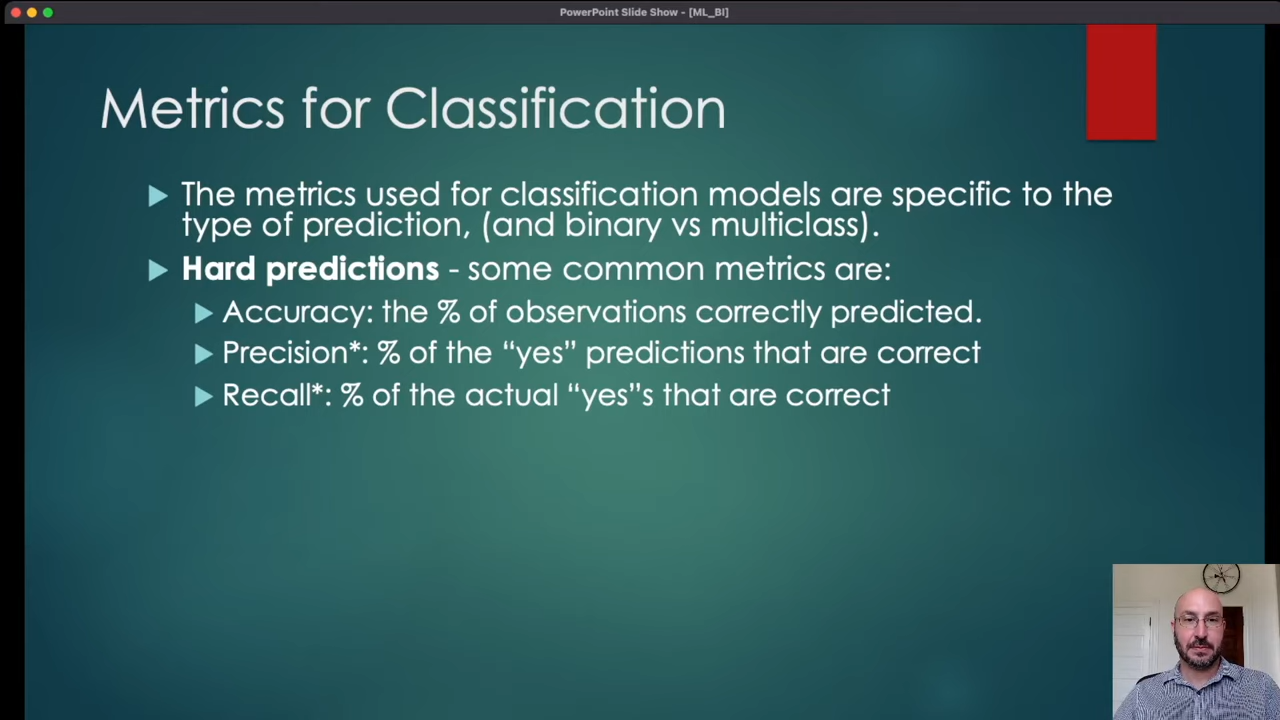 PowerPoint Slide Show - [ML_BI]
Metrics for Classification
The metrics used for classification models are specific to the
type of prediction, (and binary vs multiclass).
Hard predictions - some common metrics are:
Accuracy: the % of observations correctly predicted.
Precision*: % of the “yes” predictions that are correct
Recall*: % of the actual “yes”s that are correct